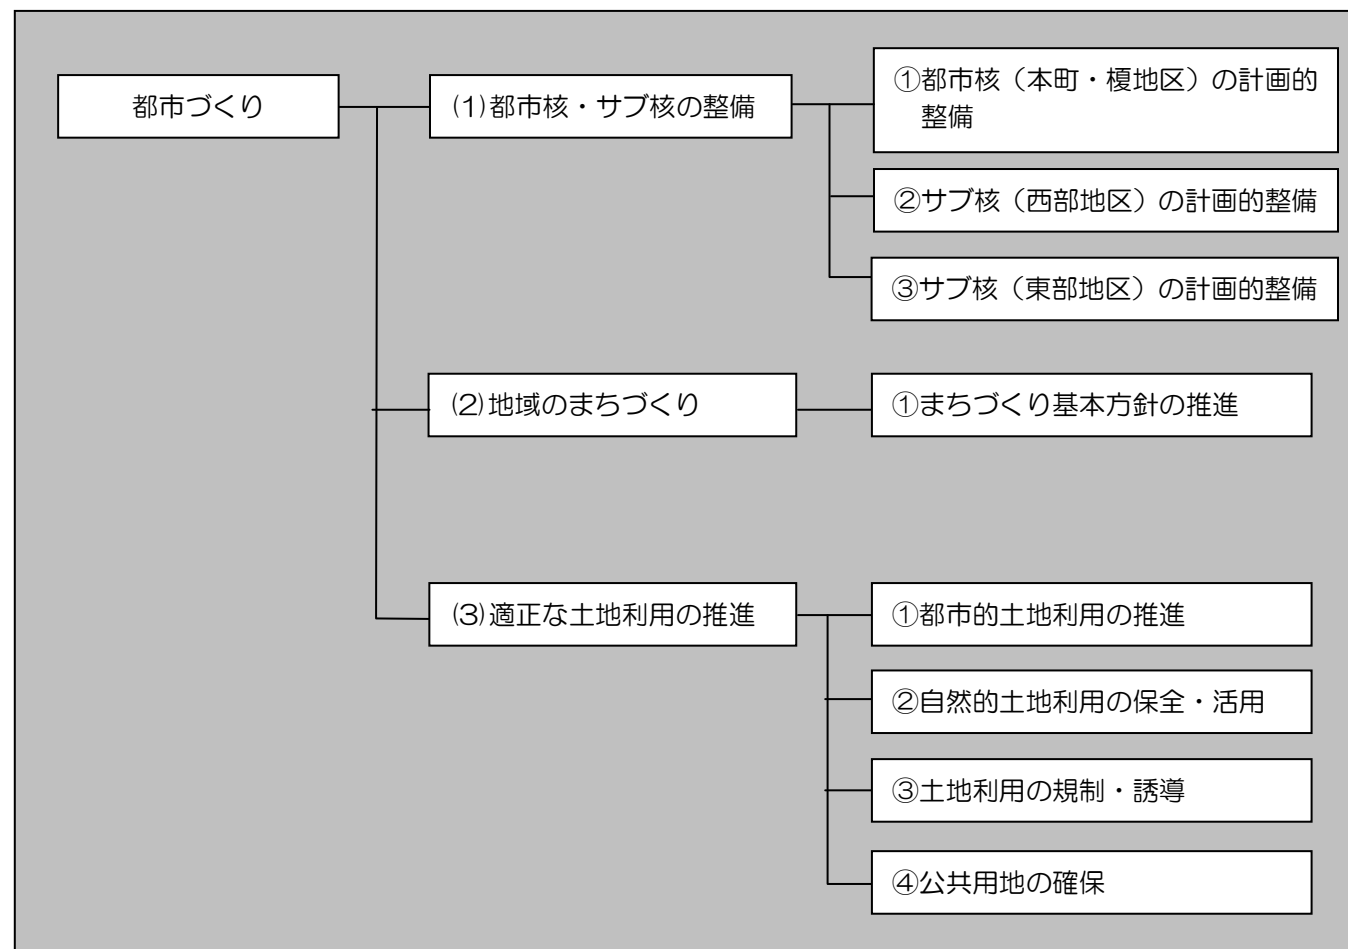 都市づくり
(1)都市核・サブ核の整備
①都市核（本町・榎地区）の計画的
整備
②サブ核（西部地区）の計画的整備
③サブ核（東部地区）の計画的整備
(2)地域のまちづくり
①まちづくり基本方針の推進
(3)適正な土地利用の推進
①都市的土地利用の推進
②自然的土地利用の保全・活用
③土地利用の規制・誘導
④公共用地の確保